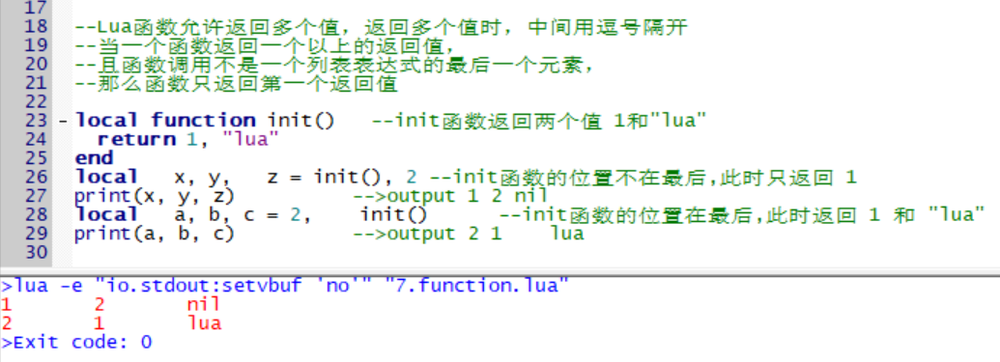 17
18 --Lua函数允许返回多个值，返回多个值时，中间用逗号隔开
19 --当一个函数返回一个以上的返回值，
20 --且函数调用不是一个列表表达式的最后一个元素，
21 --那么函数只返回第一个返回值
22
23 - local function init() --init函数返回两个值 1和"lua"
24 return 1, "lua"
25 end
26 local x, y, z = init(), 2 --init函数的位置不在最后,此时只返回 1
27 print(x, y, z) -->output 1 2 nil
28 local a, b, c = 2, init() --init函数的位置在最后,此时返回 1 和 "lua"
29 print(a, b, c) -->output 2 1 lua
30
>lua -e "io.stdout:setvbuf 'no'" "7.function.lua"
1 2 nil
2 1 lua
>Exit code: 0